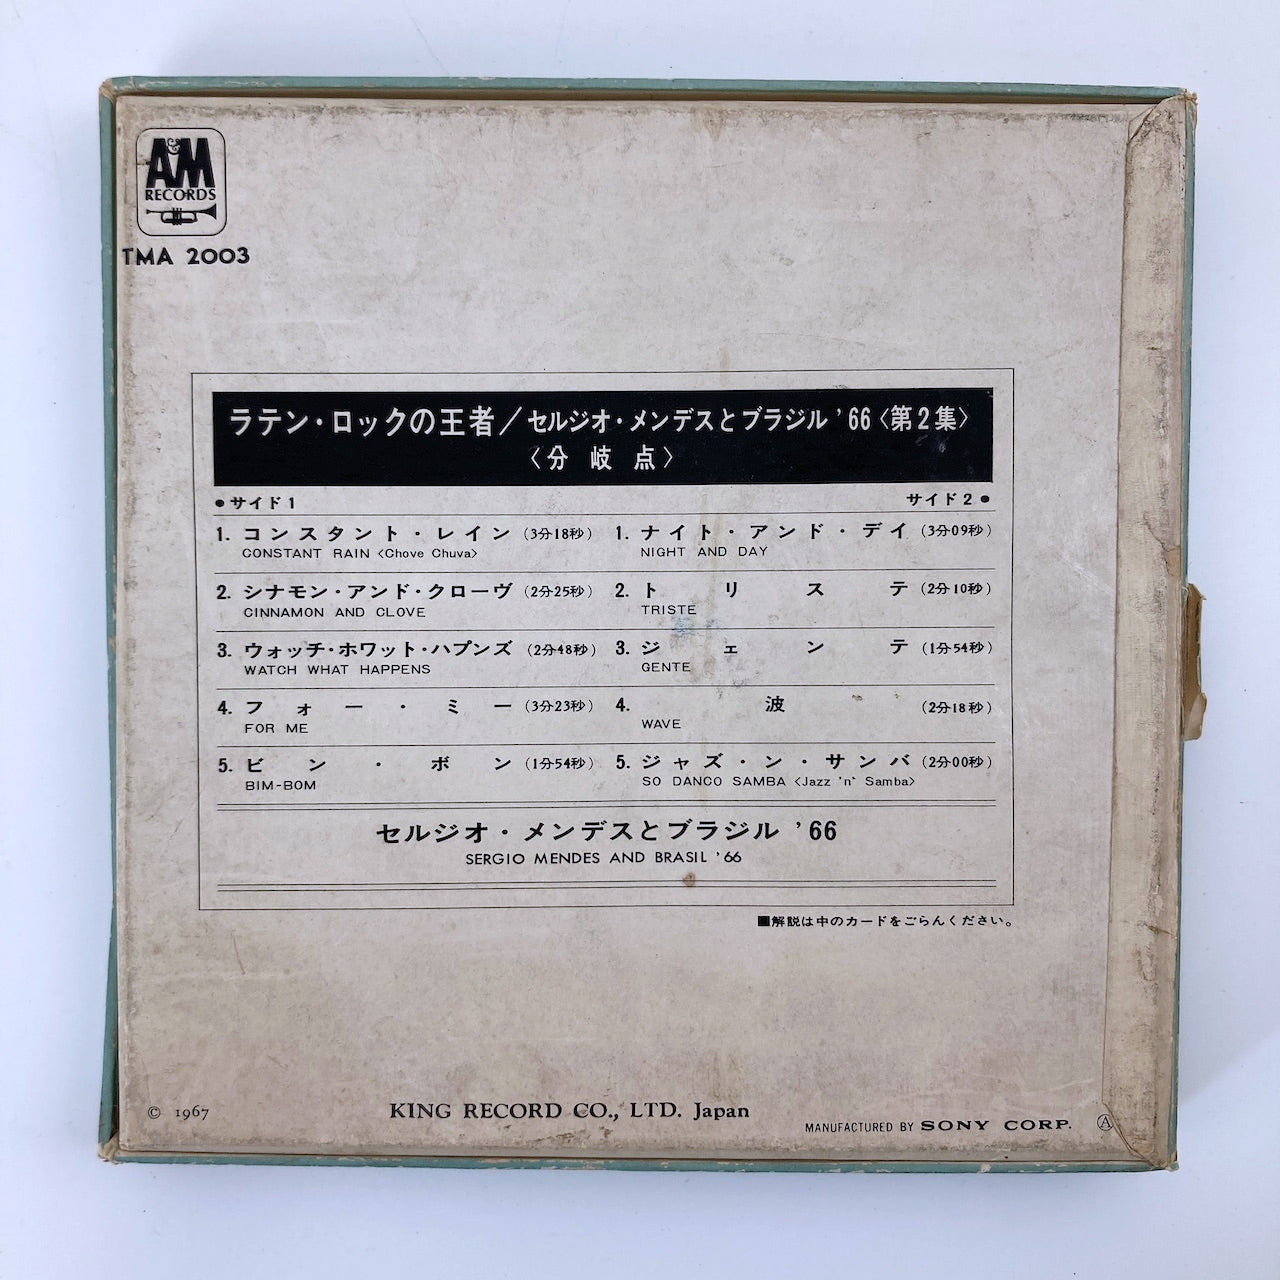 A&M
RECORDS
TMA 2003
ラテン・ロックの王者/セルジオ・メンデスとブラジル '66〈第2集〉
〈分岐点〉
●サイド1
1. コンスタント・レイン (3分18秒)
CONSTANT RAIN <Chove Chuva>
2. シナモン・アンド・クローヴ (2分25秒)
CINNAMON AND CLOVE
3. ウォッチ・ホワット・ハプンズ (2分48秒)
WATCH WHAT HAPPENS
4. フォー・ミー (3分23秒)
FOR ME
5. ビン・ボン (1分54秒)
BIM-BOM
サイド2●
1. ナイト・アンド・デイ (3分09秒)
NIGHT AND DAY
2. トリステ (2分10秒)
TRISTE
3. ジェンテ (1分54秒)
GENTE
4. 波 (2分18秒)
WAVE
5. ジャズ・ン・サンバ (2分00秒)
SO DANCO SAMBA <Jazz 'n' Samba>
セルジオ・メンデスとブラジル '66
SERGIO MENDES AND BRASIL '66
■解説は中のカードをごらんください。
© 1967
KING RECORD CO., LTD. Japan
MANUFACTURED BY SONY CORP.
Ⓐ